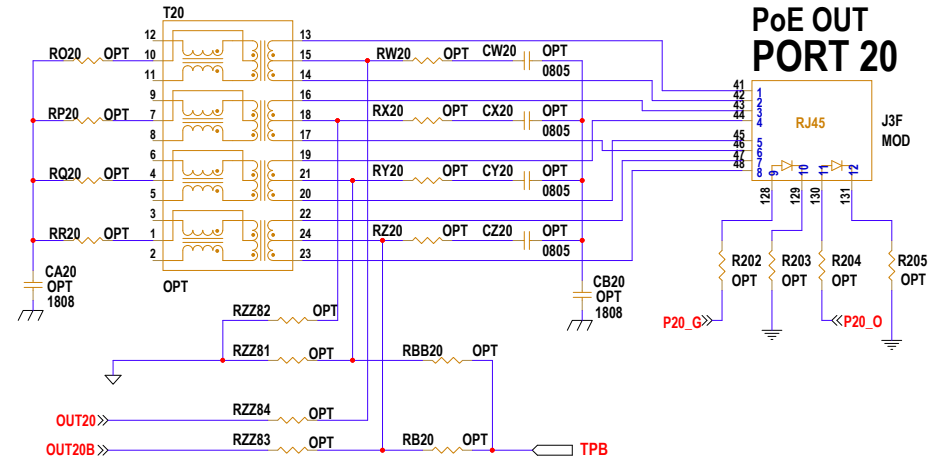 T20
PoE OUT
PORT 20
12 13
RO20 OPT 10 15 RW20 OPT CW20 OPT
11 14 0805
9 16
RP20 OPT 7 18 RX20 OPT CX20 OPT
8 17 0805
6 19
RQ20 OPT 4 21 RY20 OPT CY20 OPT
5 20 0805
3 22
RR20 OPT 1 24 RZ20 OPT CZ20 OPT
2 23 0805
41 1
42 2
43 3
44 4
45 5
46 6
47 7
48 8
RJ45
J3F
MOD
9 10 11 12
128 129 130 131
CA20
OPT
1808
OPT
CB20
OPT
1808
R202
OPT
R203
OPT
R204
OPT
R205
OPT
P20_G
P20_O
RZZ82 OPT
RZZ81 OPT RBB20 OPT
OUT20 RZZ84 OPT
OUT20B RZZ83 OPT RB20 OPT TPB